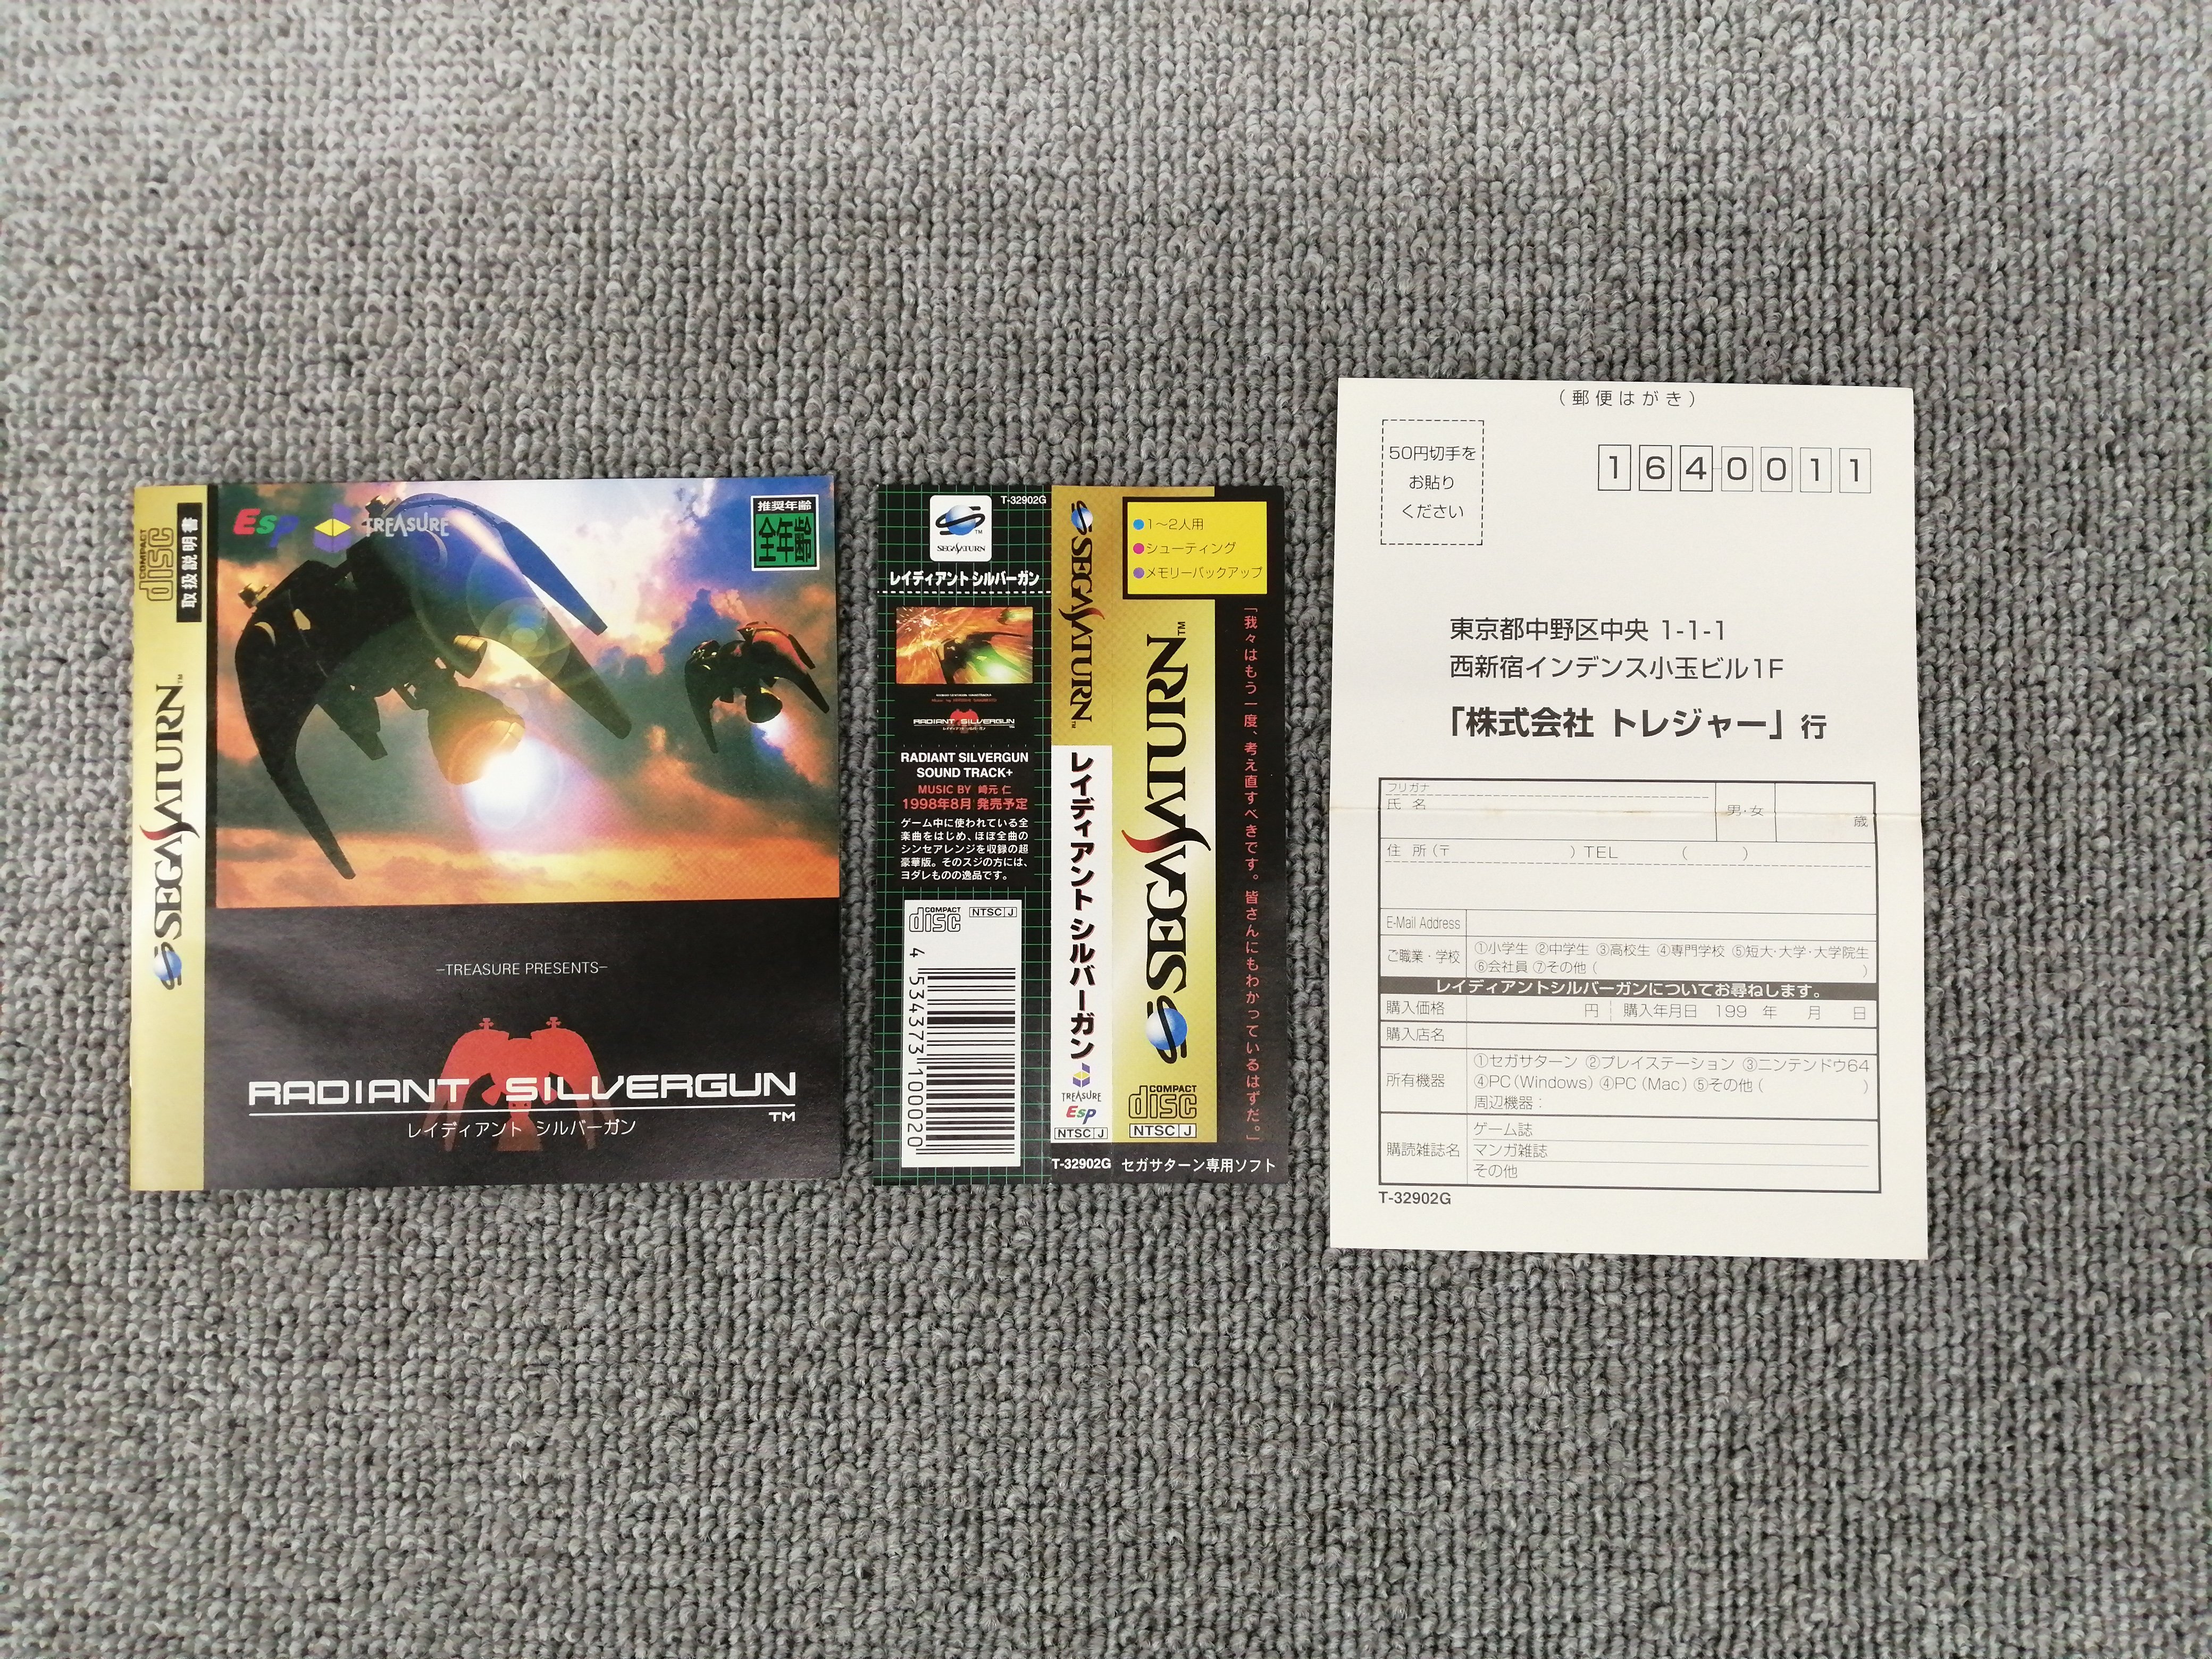 COMPACT
disc
取扱説明書
SEGA SATURN™
ESP
TREASURE
推奨年齢
全年齢
–TREASURE PRESENTS–
RADIANT SILVERGUN
TM
レイディアント シルバーガン
T-32902G
TM
SEGA SATURN
レイディアント シルバーガン
RADIANT SILVERGUN
レイディアント シルバーガン
RADIANT SILVERGUN
SOUND TRACK+
MUSIC BY 崎元 仁
1998年8月 発売予定
ゲーム中に使われている全
楽曲をはじめ、ほぼ全曲の
シンセアレンジを収録の超
豪華版。そのスジの方には、
ヨダレものの逸品です。
COMPACT
disc
NTSC J
4 534373 100020
SEGA SATURN™
レイディアント シルバーガン
TREASURE
ESP
NTSC J
T-32902G
●1〜2人用
●シューティング
●メモリーバックアップ
SEGA SATURN™
COMPACT
disc
NTSC J
「我々はもう一度、考え直すべきです。皆さんにもわかっているはずだ。」
セガサターン専用ソフト
（郵便はがき）
50円切手を
お貼り
ください
1640011
東京都中野区中央 1-1-1
西新宿インデンス小玉ビル1F
「株式会社 トレジャー」行
フリガナ
氏 名
男・女
歳
住 所（〒 ）TEL （ ）
E-Mail Address
ご職業・学校
①小学生 ②中学生 ③高校生 ④専門学校 ⑤短大・大学・大学院生
⑥会社員 ⑦その他（ ）
レイディアントシルバーガンについてお尋ねします。
購入価格 円 購入年月日 199 年 月 日
購入店名
所有機器
①セガサターン ②プレイステーション ③ニンテンドウ64
④PC（Windows）④PC（Mac）⑤その他（ ）
周辺機器：
購読雑誌名
ゲーム誌
マンガ雑誌
その他
T-32902G